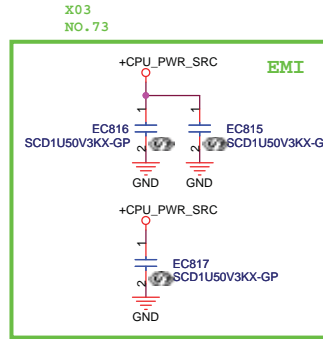 X03
NO.73
EMI
+CPU_PWR_SRC
1
1
EC816
EC815
SCD1U50V3KX-GP
SCD1U50V3KX-G
2
2
GND
GND
+CPU_PWR_SRC
1
EC817
SCD1U50V3KX-GP
2
GND